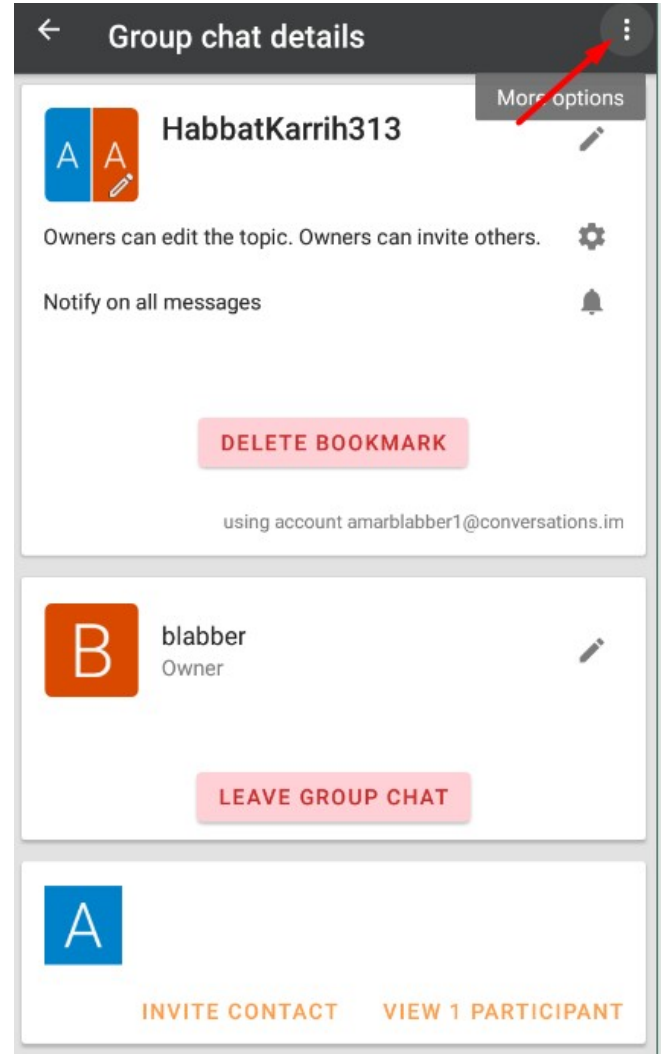 Group chat details
More options
A A
HabbatKarrih313
Owners can edit the topic. Owners can invite others.
Notify on all messages
DELETE BOOKMARK
using account amarblabber1@conversations.im
B
blabber
Owner
LEAVE GROUP CHAT
A
INVITE CONTACT VIEW 1 PARTICIPANT